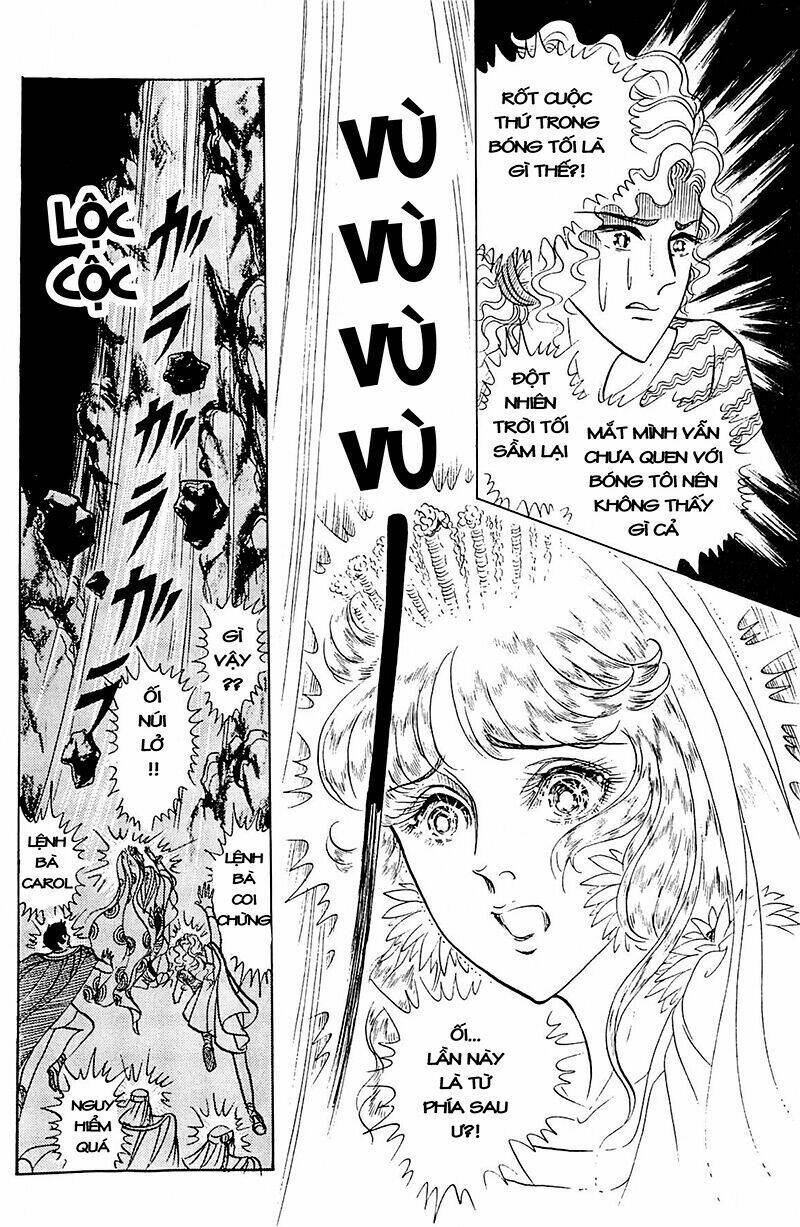 RỐT CUỘC
THỨ TRONG
BÓNG TỐI LÀ
GÌ THẾ?!
ĐỘT
NHIÊN
TRỜI TỐI
SẦM LẠI
MẮT MÌNH VẪN
CHƯA QUEN VỚI
BÓNG TÔI NÊN
KHÔNG THẤY
GÌ CẢ
VÙ
VÙ
VÙ
VÙ
ỐI...
LẦN NÀY
LÀ TỪ
PHÍA SAU
Ư?!
LỘC
CỘC
ガラガラガラ
GÌ
VẬY
??
ỐI
NÚI
LỞ
!!
LỆNH
BÀ
CAROL
LỆNH
BÀ COI
CHỪNG
NGUY
HIỂM
QUÁ